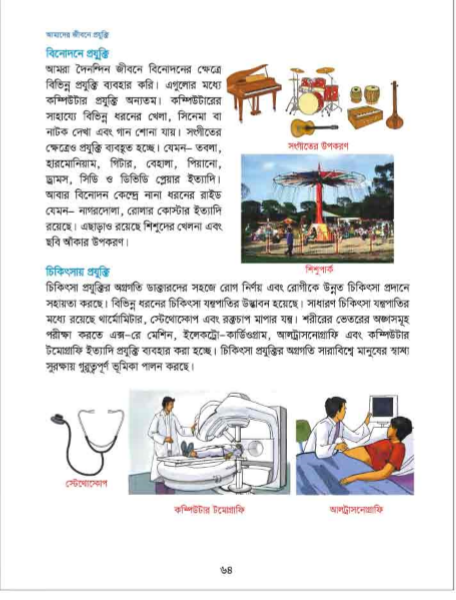 আমাদের জীবনে প্রযুক্তি
বিনোদনে প্রযুক্তি
আমরা দৈনন্দিন জীবনে বিনোদনের ক্ষেত্রে
বিভিন্ন প্রযুক্তি ব্যবহার করি। এগুলোর মধ্যে
কম্পিউটার প্রযুক্তি অন্যতম। কম্পিউটারের
সাহায্যে বিভিন্ন ধরনের খেলা, সিনেমা বা
নাটক দেখা এবং গান শোনা যায়। সংগীতের
ক্ষেত্রেও প্রযুক্তি ব্যবহৃত হচ্ছে। যেমন– তবলা,
হারমোনিয়াম, গিটার, বেহালা, পিয়ানো,
ড্রামস, সিডি ও ডিভিডি প্লেয়ার ইত্যাদি।
আবার বিনোদন কেন্দ্রে নানা ধরনের রাইড
যেমন– নাগরদোলা, রোলার কোস্টার ইত্যাদি
রয়েছে। এছাড়াও রয়েছে শিশুদের খেলনা এবং
ছবি আঁকার উপকরণ।
সংগীতের উপকরণ
শিশুপার্ক
চিকিৎসায় প্রযুক্তি
চিকিৎসা প্রযুক্তির অগ্রগতি ডাক্তারদের সহজে রোগ নির্ণয় এবং রোগীকে উন্নত চিকিৎসা প্রদানে
সহায়তা করছে। বিভিন্ন ধরনের চিকিৎসা যন্ত্রপাতির উদ্ভাবন হয়েছে। সাধারণ চিকিৎসা যন্ত্রপাতির
মধ্যে রয়েছে থার্মোমিটার, স্টেথোস্কোপ এবং রক্তচাপ মাপার যন্ত্র। শরীরের ভেতরের অঙ্গসমূহ
পরীক্ষা করতে এক্স–রে মেশিন, ইলেকট্রো–কার্ডিওগ্রাম, আলট্রাসনোগ্রাফি এবং কম্পিউটার
টমোগ্রাফি ইত্যাদি প্রযুক্তি ব্যবহার করা হচ্ছে। চিকিৎসা প্রযুক্তির অগ্রগতি সারাবিশ্বে মানুষের স্বাস্থ্য
সুরক্ষায় গুরুত্বপূর্ণ ভূমিকা পালন করছে।
স্টেথোস্কোপ
কম্পিউটার টমোগ্রাফি
আলট্রাসনোগ্রাফি
৬৪